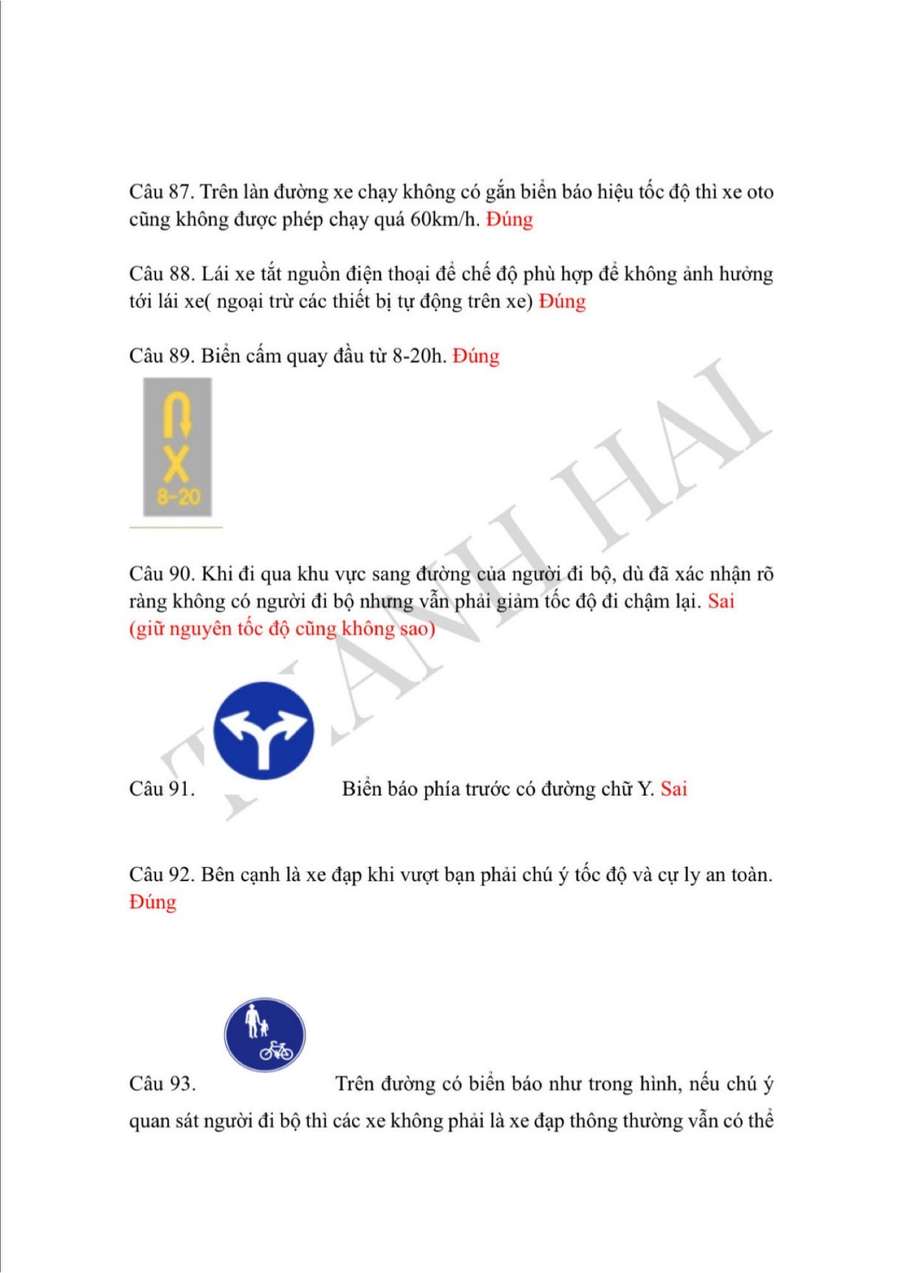 Câu 87. Trên làn đường xe chạy không có gắn biển báo hiệu tốc độ thì xe oto
cũng không được phép chạy quá 60km/h. Đúng
Câu 88. Lái xe tắt nguồn điện thoại để chế độ phù hợp để không ảnh hưởng
tới lái xe( ngoại trừ các thiết bị tự động trên xe) Đúng
Câu 89. Biển cấm quay đầu từ 8-20h. Đúng
8-20
Câu 90. Khi đi qua khu vực sang đường của người đi bộ, dù đã xác nhận rõ
ràng không có người đi bộ nhưng vẫn phải giảm tốc độ đi chậm lại. Sai
(giữ nguyên tốc độ cũng không sao)
THANH HAI
Câu 91. Biển báo phía trước có đường chữ Y. Sai
Câu 92. Bên cạnh là xe đạp khi vượt bạn phải chú ý tốc độ và cự ly an toàn.
Đúng
Câu 93. Trên đường có biển báo như trong hình, nếu chú ý
quan sát người đi bộ thì các xe không phải là xe đạp thông thường vẫn có thể